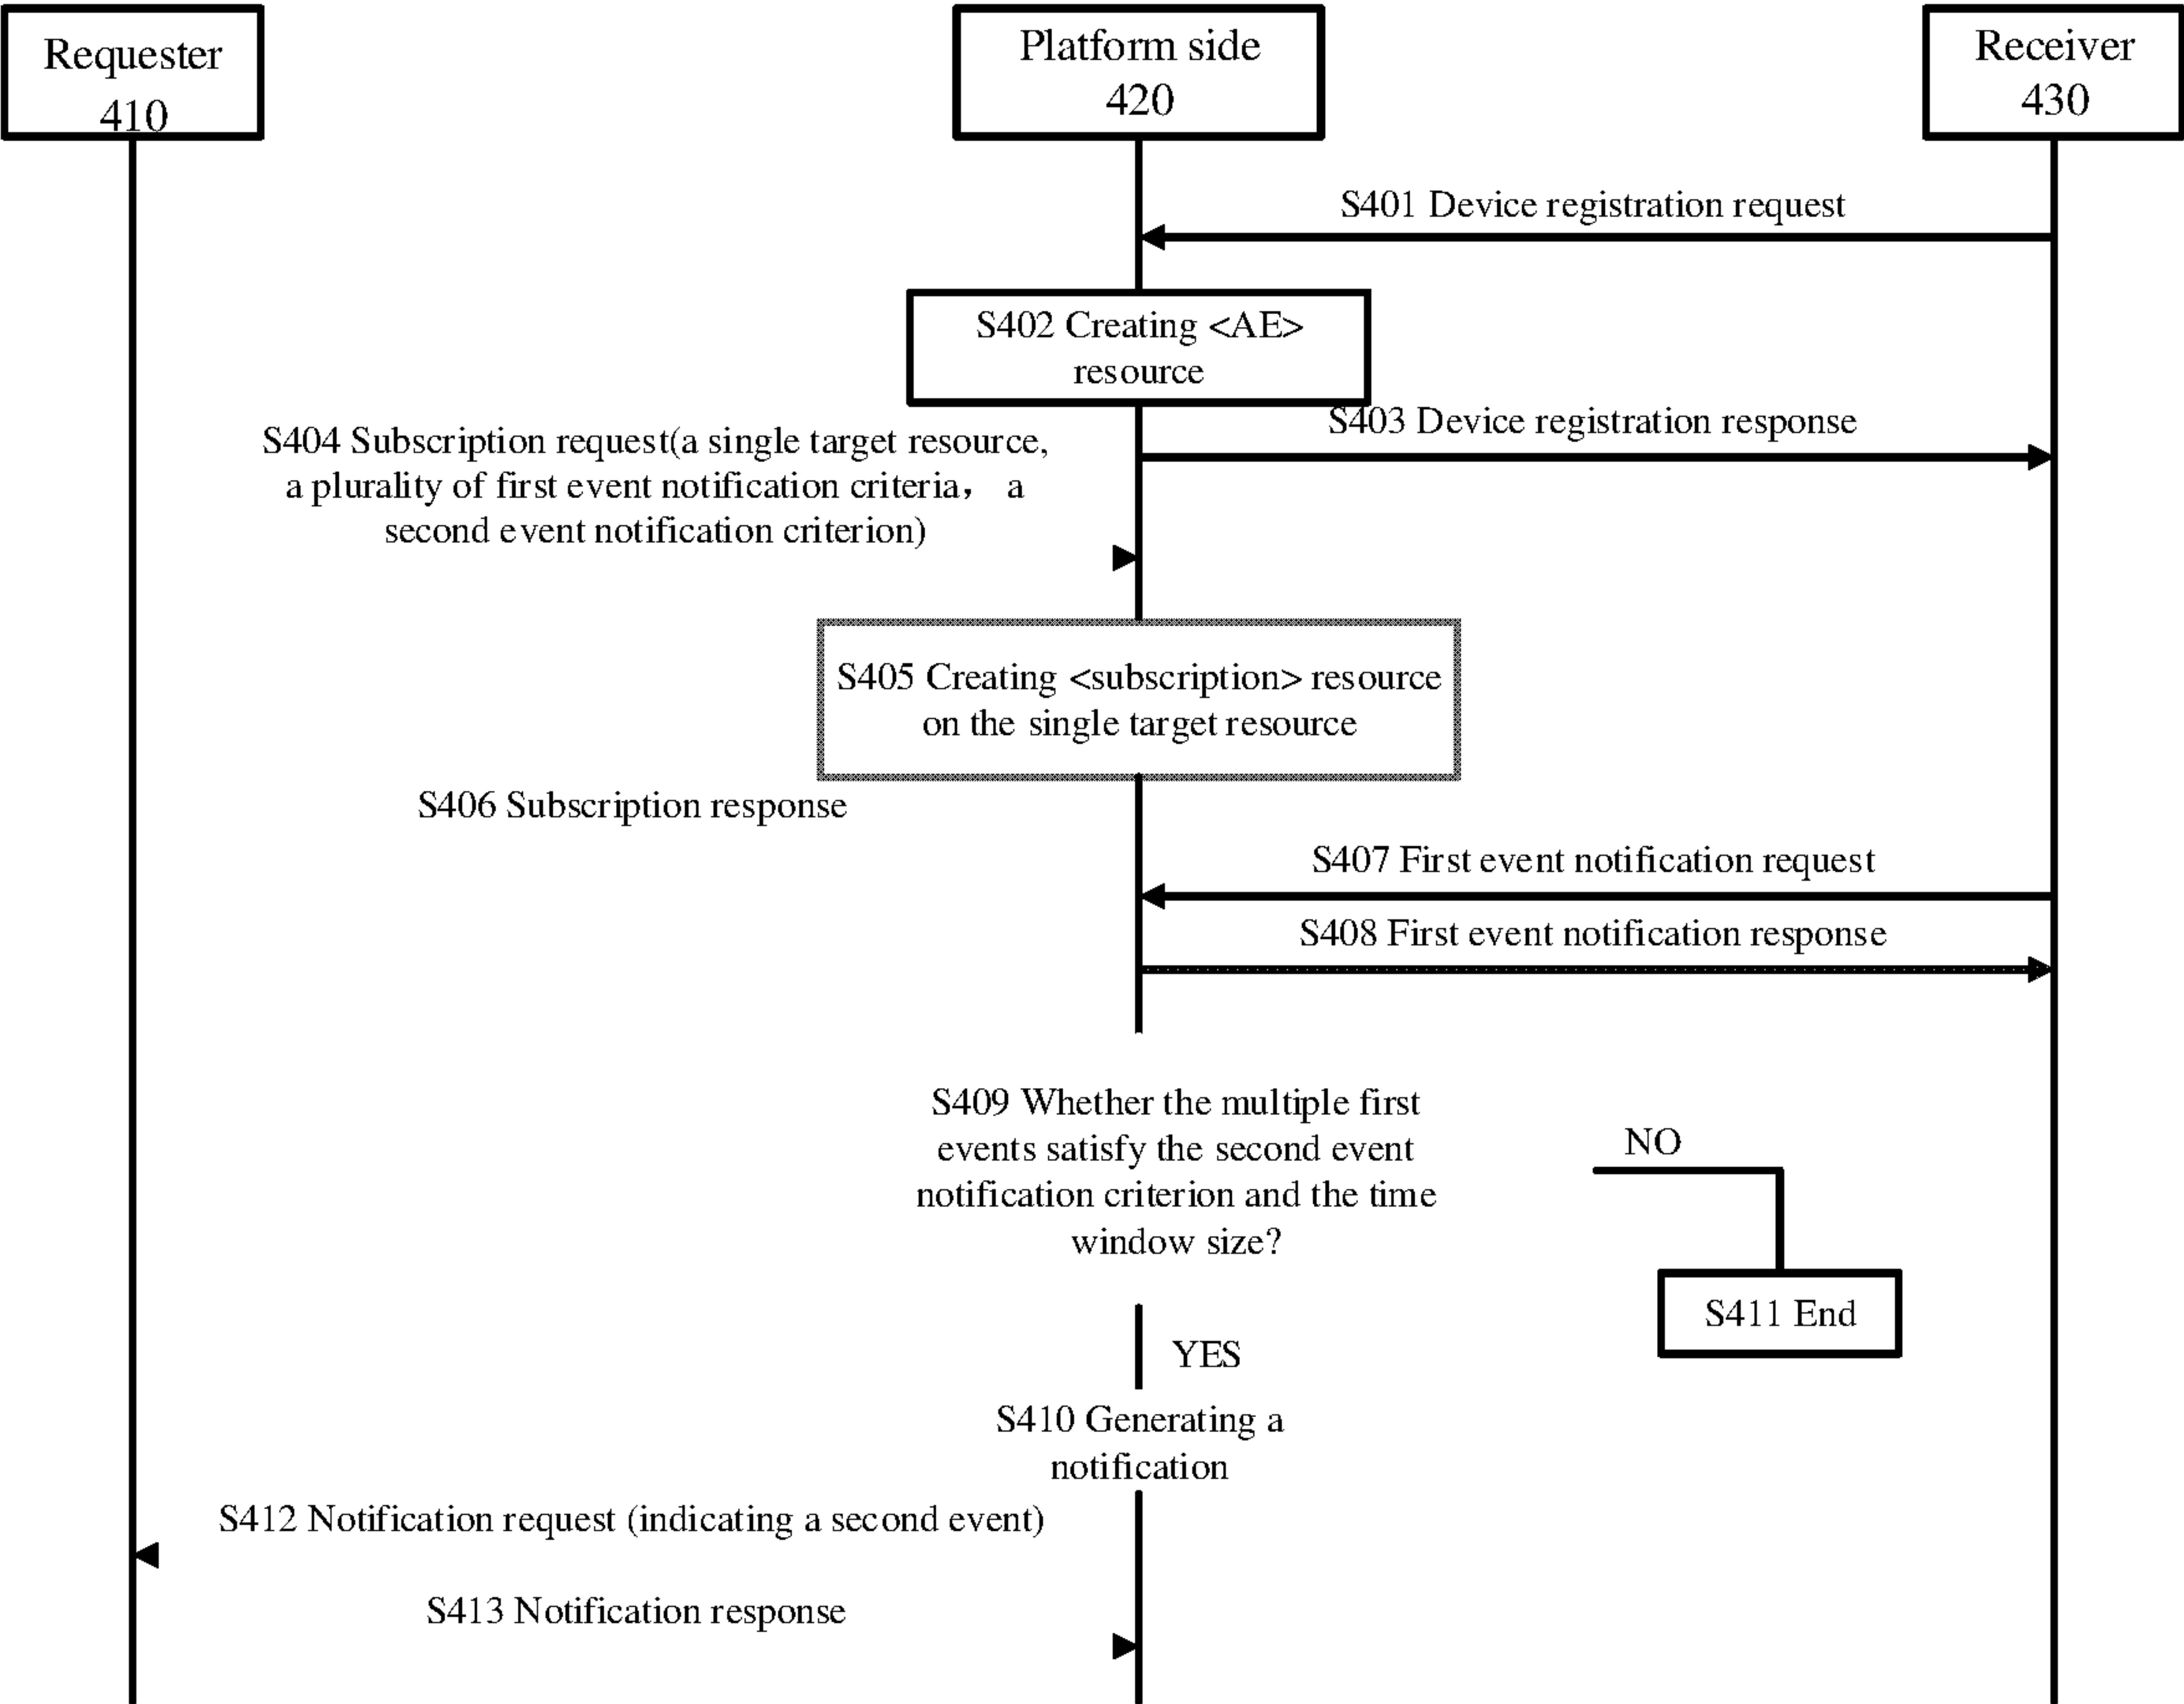 Requester
410
Platform side
420
Receiver
430
S401 Device registration request
S402 Creating <AE>
resource
S403 Device registration response
S404 Subscription request(a single target resource,
a plurality of first event notification criteria， a
second event notification criterion)
S405 Creating <subscription> resource
on the single target resource
S406 Subscription response
S407 First event notification request
S408 First event notification response
S409 Whether the multiple first
events satisfy the second event
notification criterion and the time
window size?
NO
S411 End
YES
S410 Generating a
notification
S412 Notification request (indicating a second event)
S413 Notification response